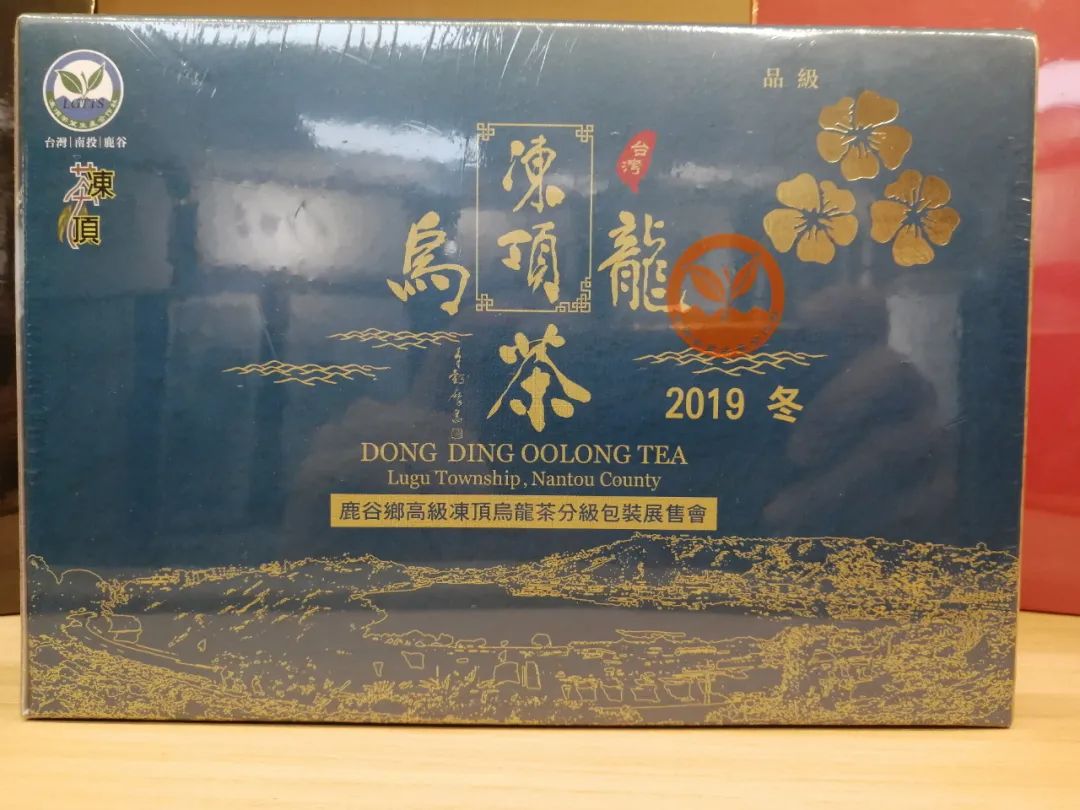 LGTTS
台灣|南投|鹿谷
凍頂茶
品級
台灣
凍頂
烏龍
茶
2019 冬
DONG DING OOLONG TEA
Lugu Township, Nantou County
鹿谷鄉高級凍頂烏龍茶分級包裝展售會